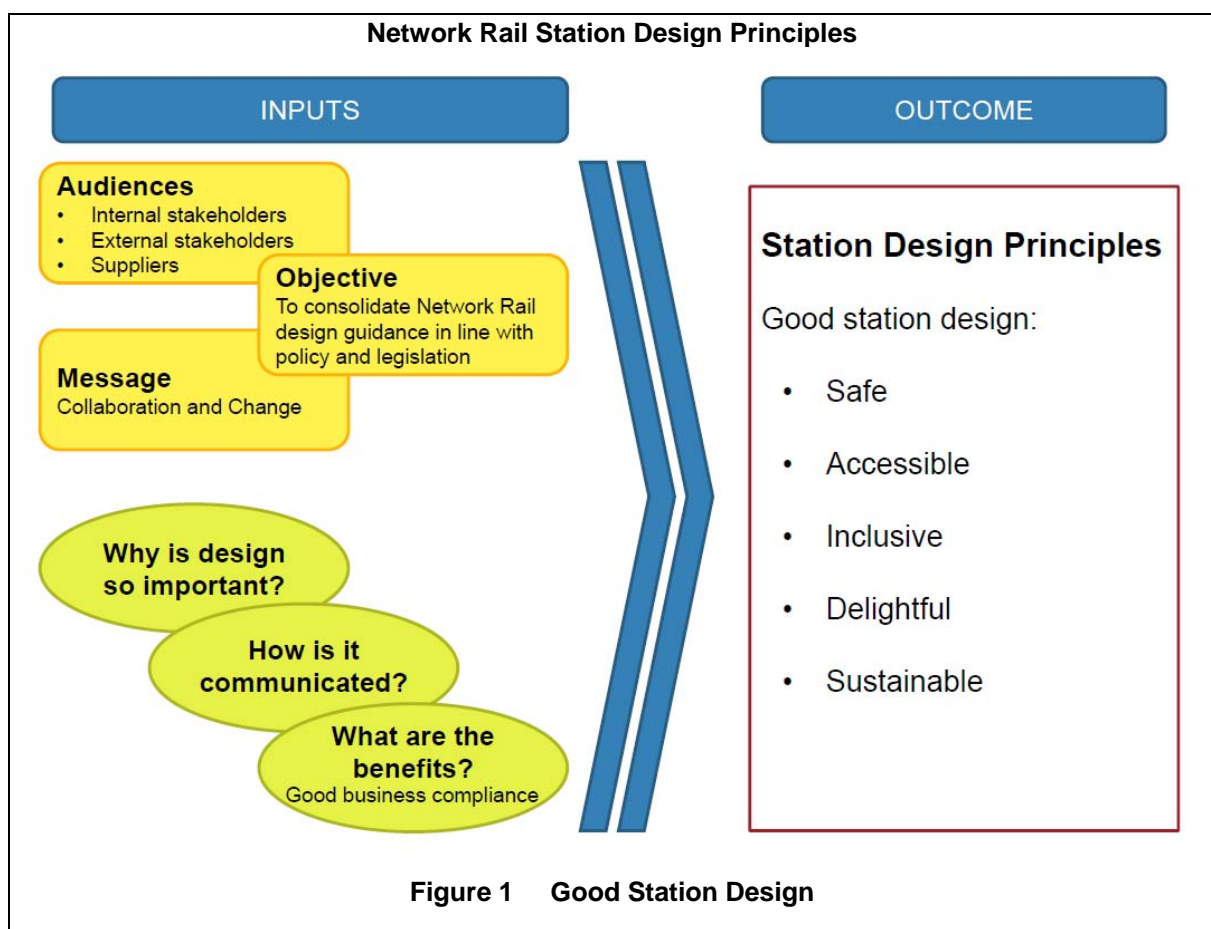 Network Rail Station Design Principles
INPUTS
OUTCOME
Audiences
• Internal stakeholders
• External stakeholders
• Suppliers
Objective
To consolidate Network Rail
design guidance in line with
policy and legislation
Message
Collaboration and Change
Why is design
so important?
How is it
communicated?
What are the
benefits?
Good business compliance
Station Design Principles
Good station design:
• Safe
• Accessible
• Inclusive
• Delightful
• Sustainable
Figure 1 Good Station Design